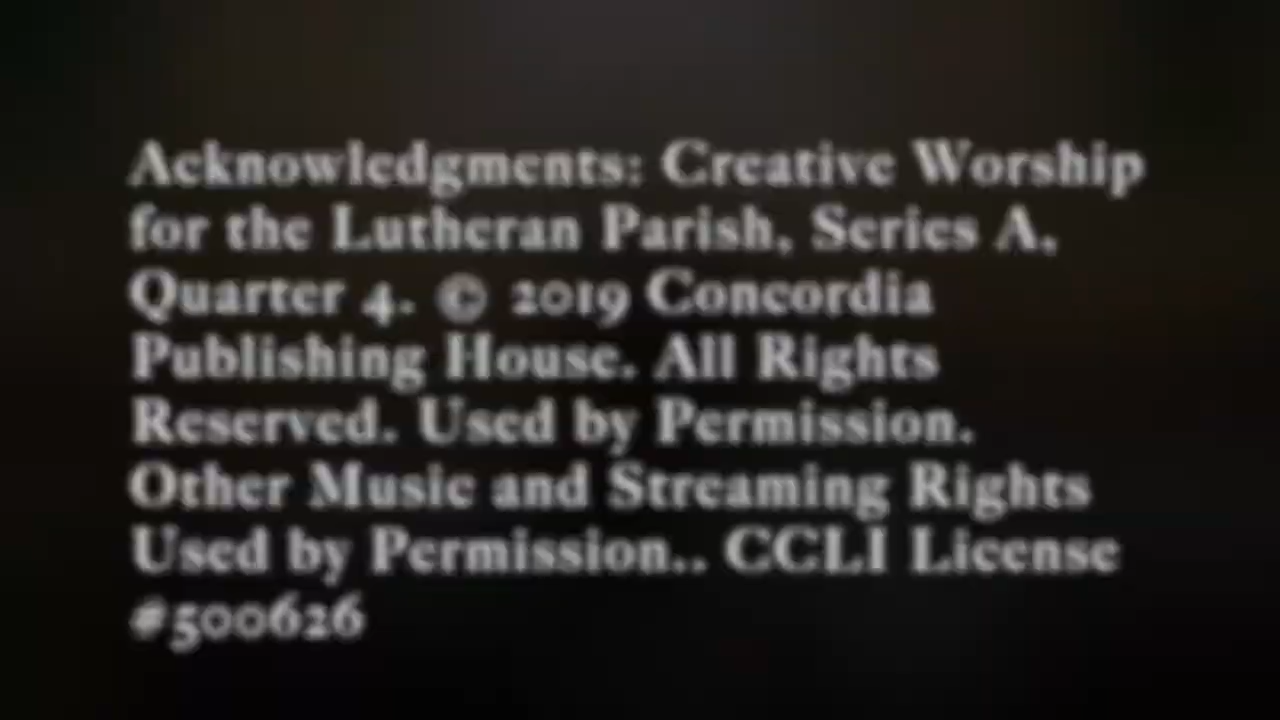 Acknowledgments: Creative Worship
for the Lutheran Parish, Series A,
Quarter 4. © 2019 Concordia
Publishing House. All Rights
Reserved. Used by Permission.
Other Music and Streaming Rights
Used by Permission.. CCLI License
#500626